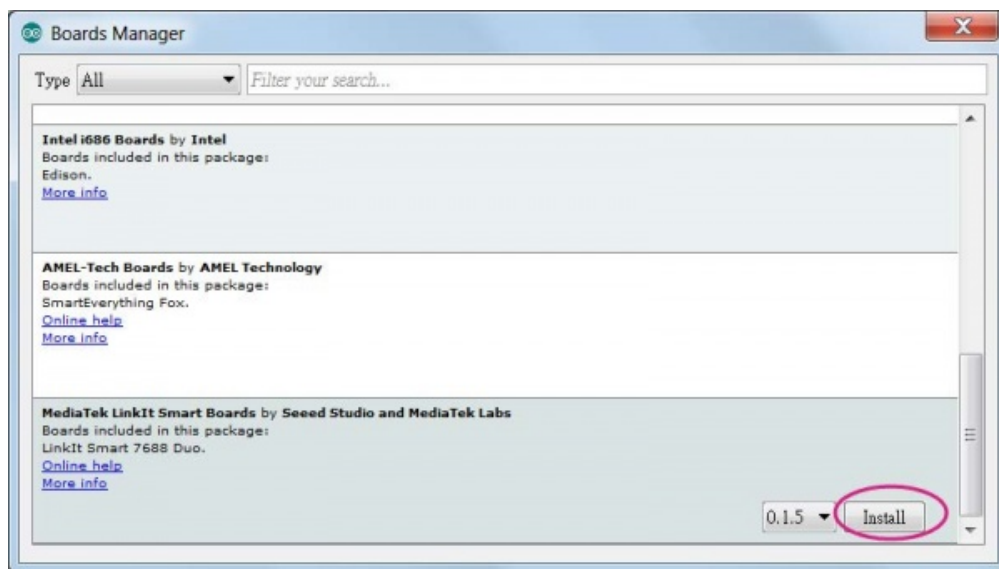 Boards Manager
Type All Filter your search...
Intel i686 Boards by Intel
Boards included in this package:
Edison.
More info
AMEL-Tech Boards by AMEL Technology
Boards included in this package:
SmartEverything Fox.
Online help
More info
MediaTek LinkIt Smart Boards by Seeed Studio and MediaTek Labs
Boards included in this package:
LinkIt Smart 7688 Duo.
Online help
More info
0.1.5 Install